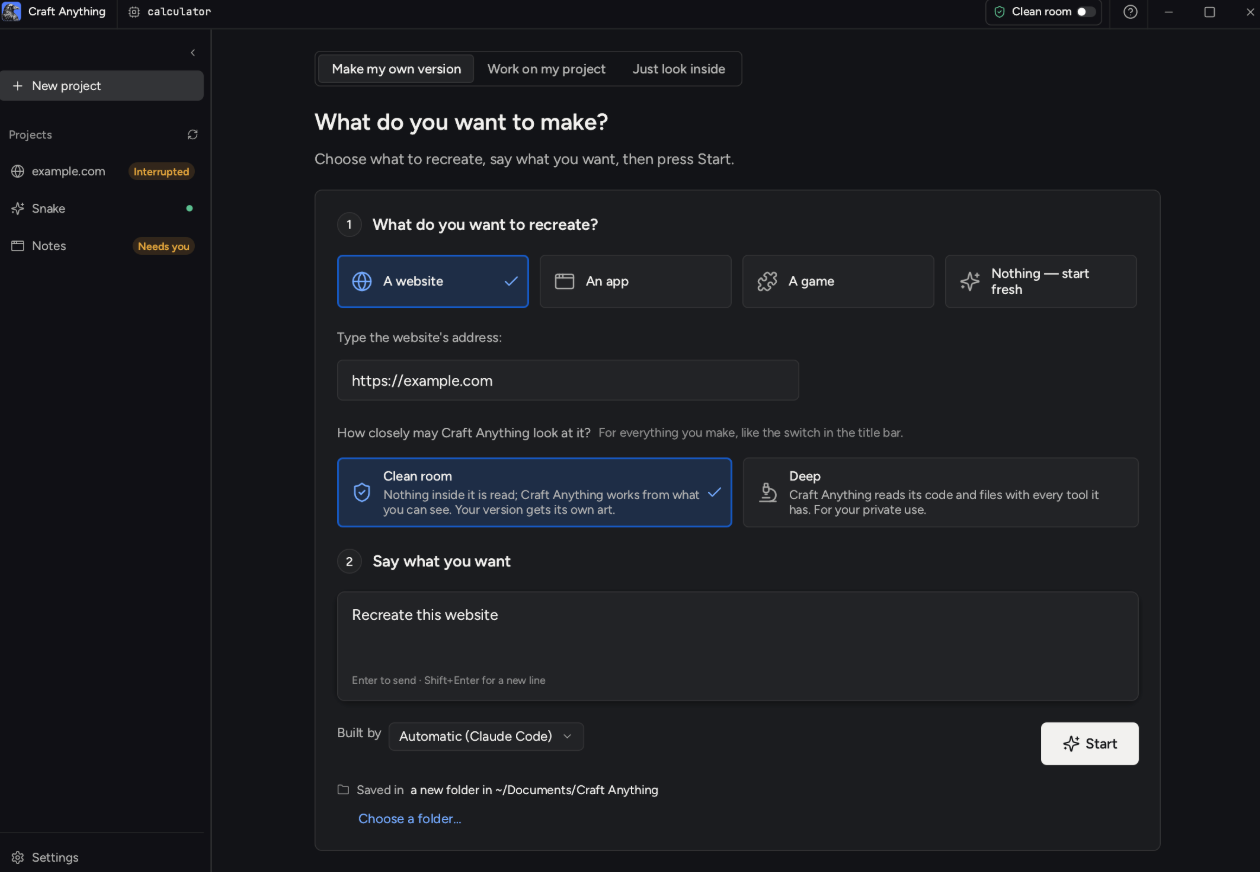 Craft Anything
calculator
Clean room
New project
Projects
example.com
Interrupted
Snake
Notes
Needs you
Settings
Make my own version
Work on my project
Just look inside
What do you want to make?
Choose what to recreate, say what you want, then press Start.
1
What do you want to recreate?
A website
An app
A game
Nothing — start
fresh
Type the website's address:
https://example.com
How closely may Craft Anything look at it? For everything you make, like the switch in the title bar.
Clean room
Nothing inside it is read; Craft Anything works from what
you can see. Your version gets its own art.
Deep
Craft Anything reads its code and files with every tool it
has. For your private use.
2
Say what you want
Recreate this website
Enter to send · Shift+Enter for a new line
Built by
Automatic (Claude Code)
Start
Saved in a new folder in ~/Documents/Craft Anything
Choose a folder...